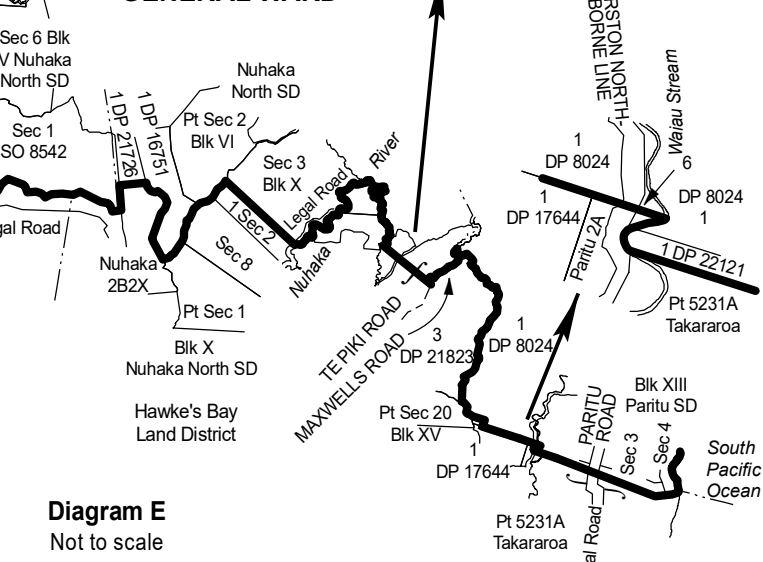 Sec 6 Blk
V Nuhaka
North SD
Sec 1
SO 8542
1 DP 21726
1 DP 16751
Nuhaka
North SD
Pt Sec 2
Blk VI
Sec 3
Blk X
Legal Road
River
1 Sec 2
Sec 8
Nuhaka
2B2X
Pt Sec 1
Blk X
Nuhaka North SD
Nuhaka
TE PIKI ROAD
MAXWELLS ROAD
3
DP 21823
1
DP 8024
Hawke's Bay
Land District
Pt Sec 20
Blk XV
1
DP 17644
Pt 5231A
Takararoa
PARITU
ROAD
Sec 3
Sec 4
Blk XIII
Paritu SD
South
Pacific
Ocean
1
DP 8024
1
DP 17644
Paritu 2A
Waiau Stream
6
DP 8024
1
1 DP 22121
Pt 5231A
Takararoa
Diagram E
Not to scale